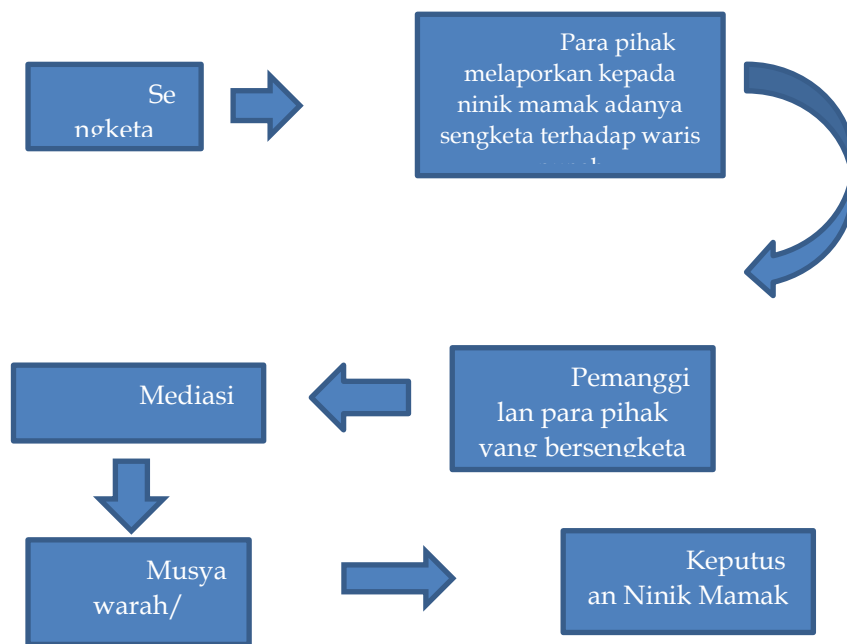 Se
ngketa
Para pihak
melaporkan kepada
ninik mamak adanya
sengketa terhadap waris
Pemanggi
lan para pihak
yang bersengketa
Mediasi
Musya
warah/
Keputus
an Ninik Mamak